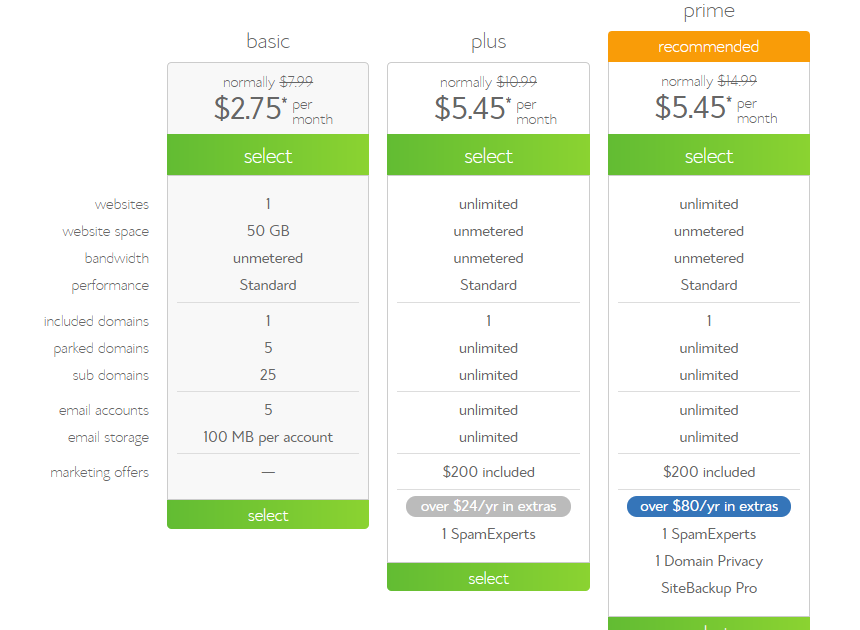 prime
basic
plus
recommended
normally $7.99
$2.75* per month
normally $10.99
$5.45* per month
normally $14.99
$5.45* per month
select select select
websites 1 unlimited unlimited
website space 50 GB unmetered unmetered
bandwidth unmetered unmetered unmetered
performance Standard Standard Standard
included domains 1 1 1
parked domains 5 unlimited unlimited
sub domains 25 unlimited unlimited
email accounts 5 unlimited unlimited
email storage 100 MB per account unlimited unlimited
marketing offers — $200 included $200 included
over $24/yr in extras over $80/yr in extras
select 1 SpamExperts 1 SpamExperts
1 Domain Privacy
select SiteBackup Pro